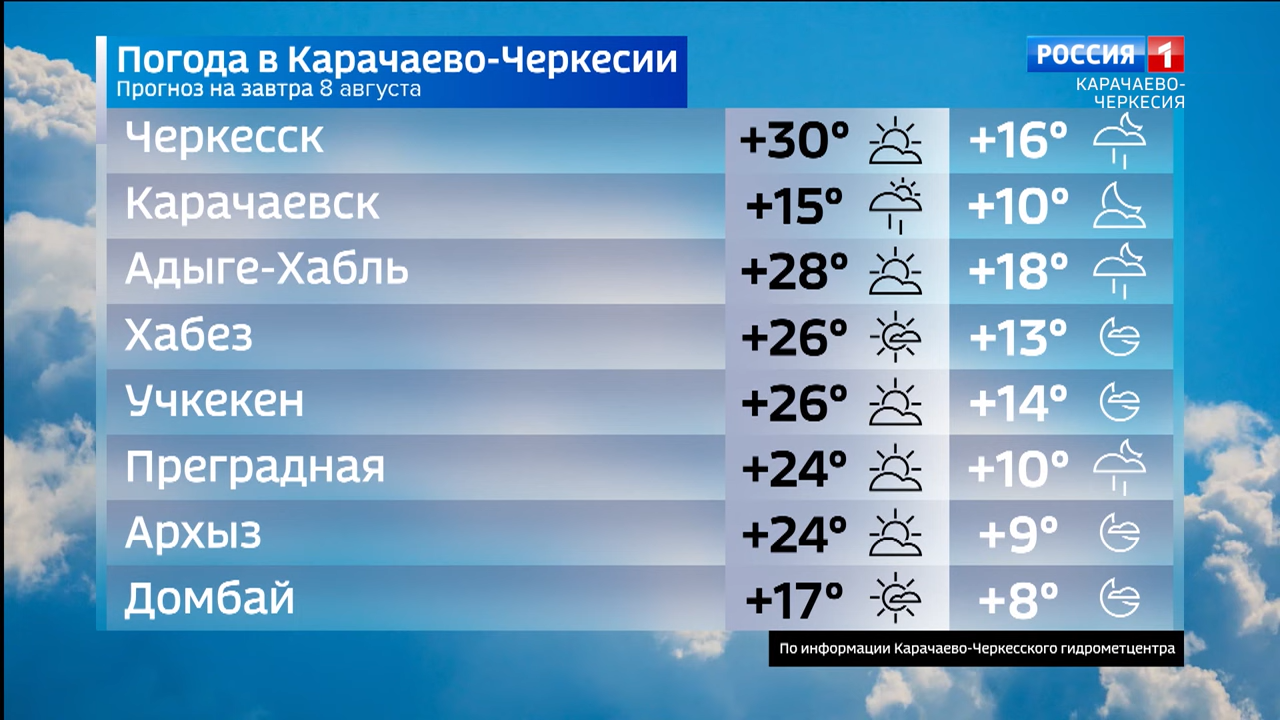 Погода в Карачаево-Черкесии
Прогноз на завтра 8 августа
РОССИЯ 1
КАРАЧАЕВО-
ЧЕРКЕСИЯ
Черкесск +30° +16°
Карачаевск +15° +10°
Адыге-Хабль +28° +18°
Хабез +26° +13°
Учкекен +26° +14°
Преградная +24° +10°
Архыз +24° +9°
Домбай +17° +8°
По информации Карачаево-Черкесского гидрометцентра